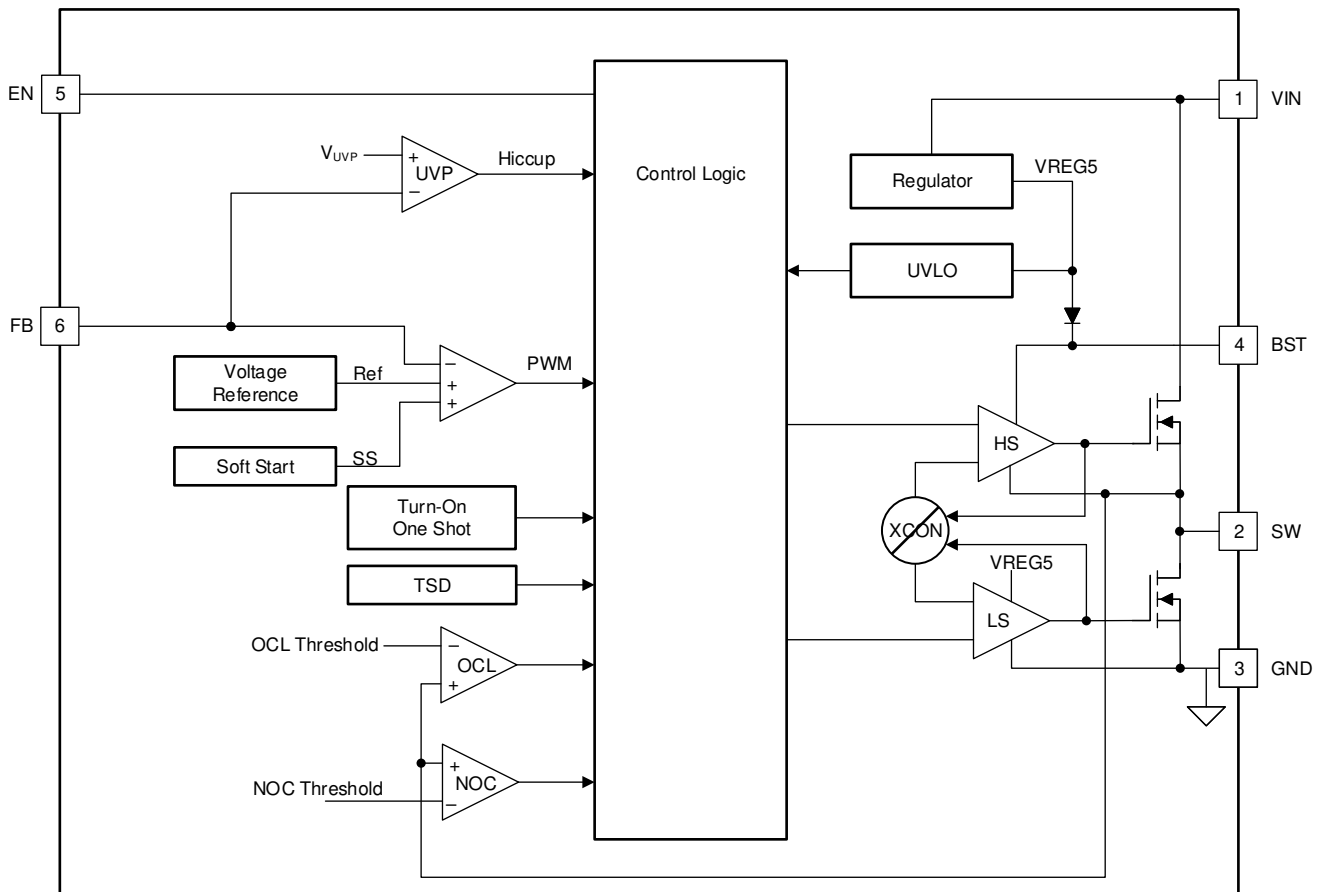 EN 5
1 VIN
V_UVP + UVP − Hiccup
Control Logic
Regulator VREG5
UVLO
FB 6
4 BST
Voltage
Reference
Ref
− + + PWM
Soft Start SS
HS
Turn-On
One Shot
XCON
2 SW
VREG5
TSD
LS
OCL Threshold − OCL +
3 GND
NOC Threshold + NOC −